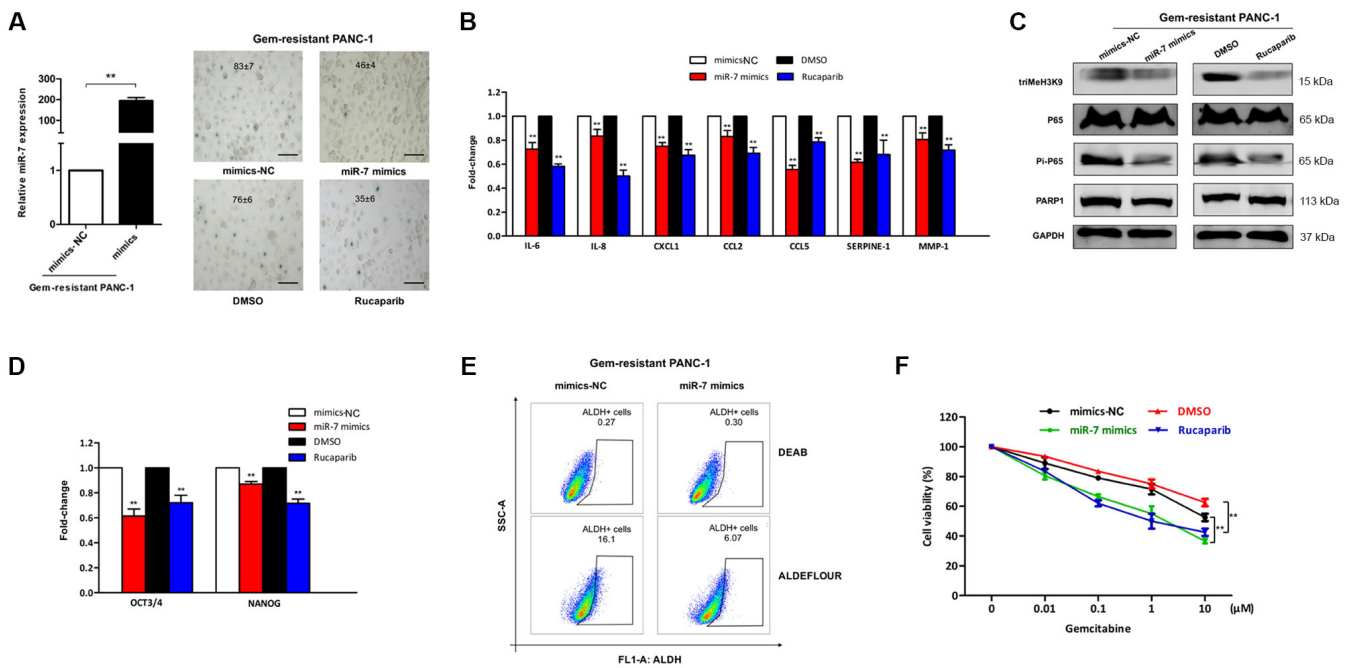 A
Relative miR-7 expression
300
200
100
1
0
**
mimics-NC
mimics
Gem-resistant PANC-1
Gem-resistant PANC-1
83±7
46±4
mimics-NC
miR-7 mimics
76±6
35±6
DMSO
Rucaparib
B
mimicsNC
DMSO
miR-7 mimics
Rucaparib
Fold-change
1.2
1.0
0.8
0.6
0.4
0.2
0.0
** ** ** ** ** ** ** ** ** ** ** ** ** **
IL-6 IL-8 CXCL1 CCL2 CCL5 SERPINE-1 MMP-1
C
Gem-resistant PANC-1
mimics-NC
miR-7 mimics
DMSO
Rucaparib
triMeH3K9 15 kDa
P65 65 kDa
Pi-P65 65 kDa
PARP1 113 kDa
GAPDH 37 kDa
D
mimics-NC
miR-7 mimics
DMSO
Rucaparib
Fold-change
1.2
1.0
0.8
0.6
0.4
0.2
0.0
** ** ** **
OCT3/4 NANOG
E
Gem-resistant PANC-1
mimics-NC miR-7 mimics
ALDH+ cells
0.27
ALDH+ cells
0.30
DEAB
ALDH+ cells
16.1
ALDH+ cells
6.07
ALDEFLOUR
SSC-A
FL1-A: ALDH
F
mimics-NC
DMSO
miR-7 mimics
Rucaparib
Cell viability (%)
120
100
80
60
40
20
0
**
**
0 0.01 0.1 1 10 (μM)
Gemcitabine